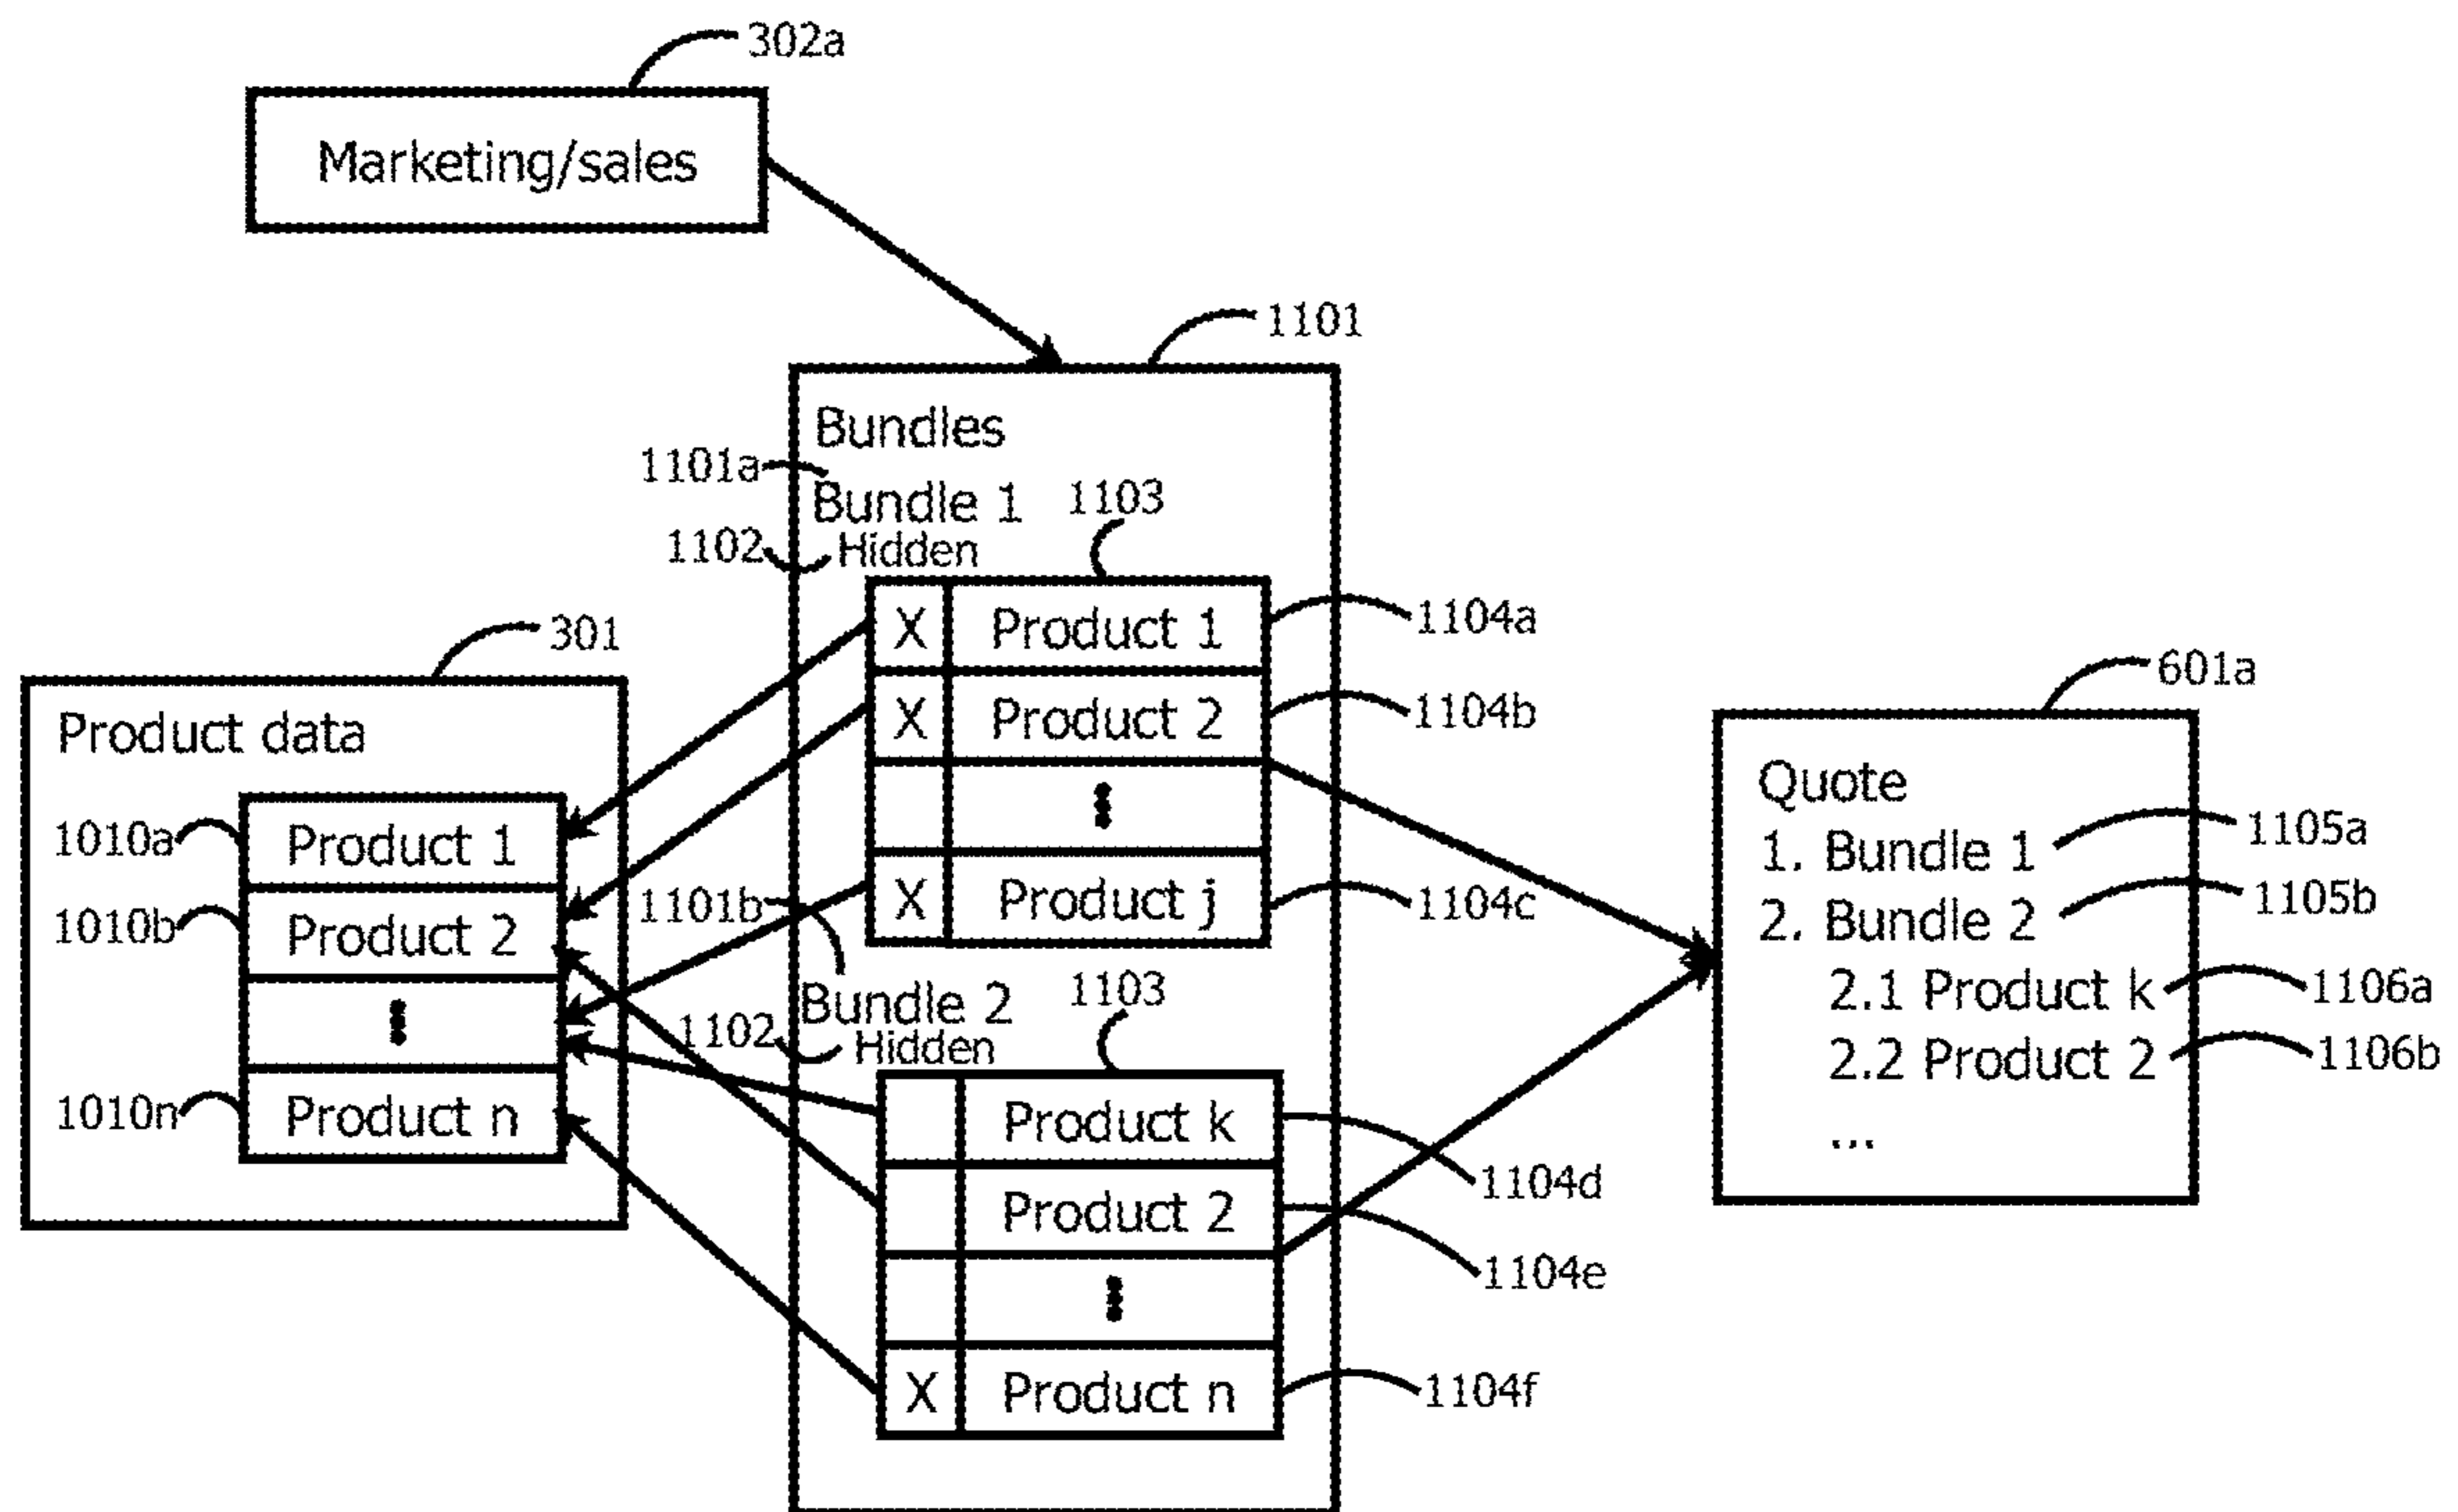 302a
Marketing/sales
1101
Bundles
1101a
Bundle 1
1103
1102
Hidden
X Product 1
1104a
X Product 2
1104b
X Product j
1104c
1101b
Bundle 2
1103
1102
Hidden
Product k
1104d
Product 2
1104e
X Product n
1104f
301
Product data
1010a
Product 1
1010b
Product 2
1010n
Product n
601a
Quote
1. Bundle 1
1105a
2. Bundle 2
1105b
2.1 Product k
1106a
2.2 Product 2
1106b
...